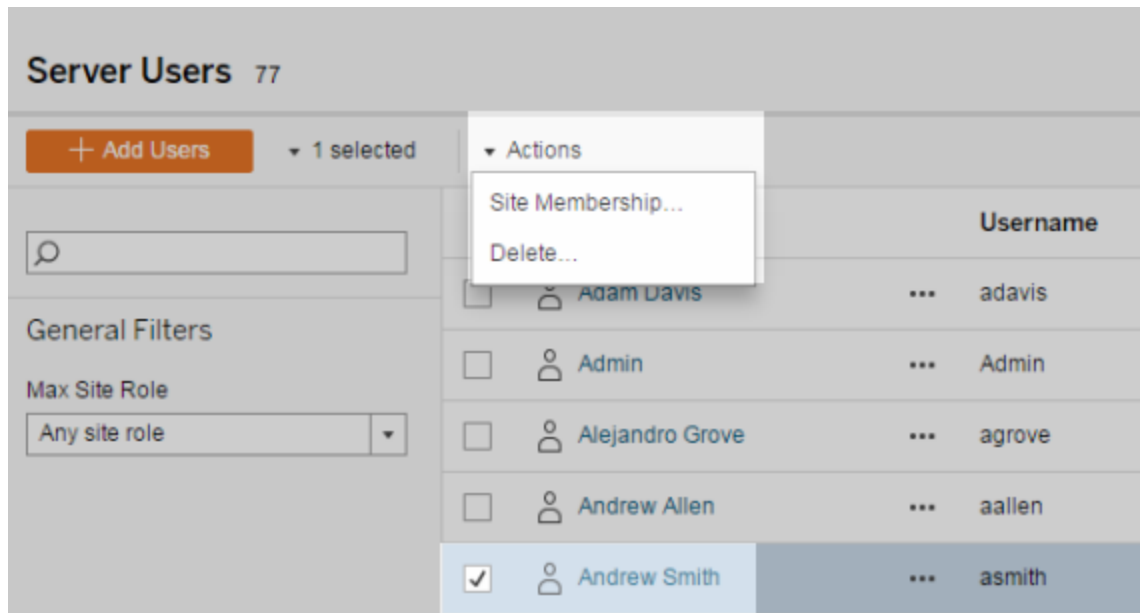 Server Users 77
+ Add Users
1 selected
Actions
Site Membership...
Delete...
Username
General Filters
Max Site Role
Any site role
Adam Davis ••• adavis
Admin ••• Admin
Alejandro Grove ••• agrove
Andrew Allen ••• aallen
Andrew Smith ••• asmith